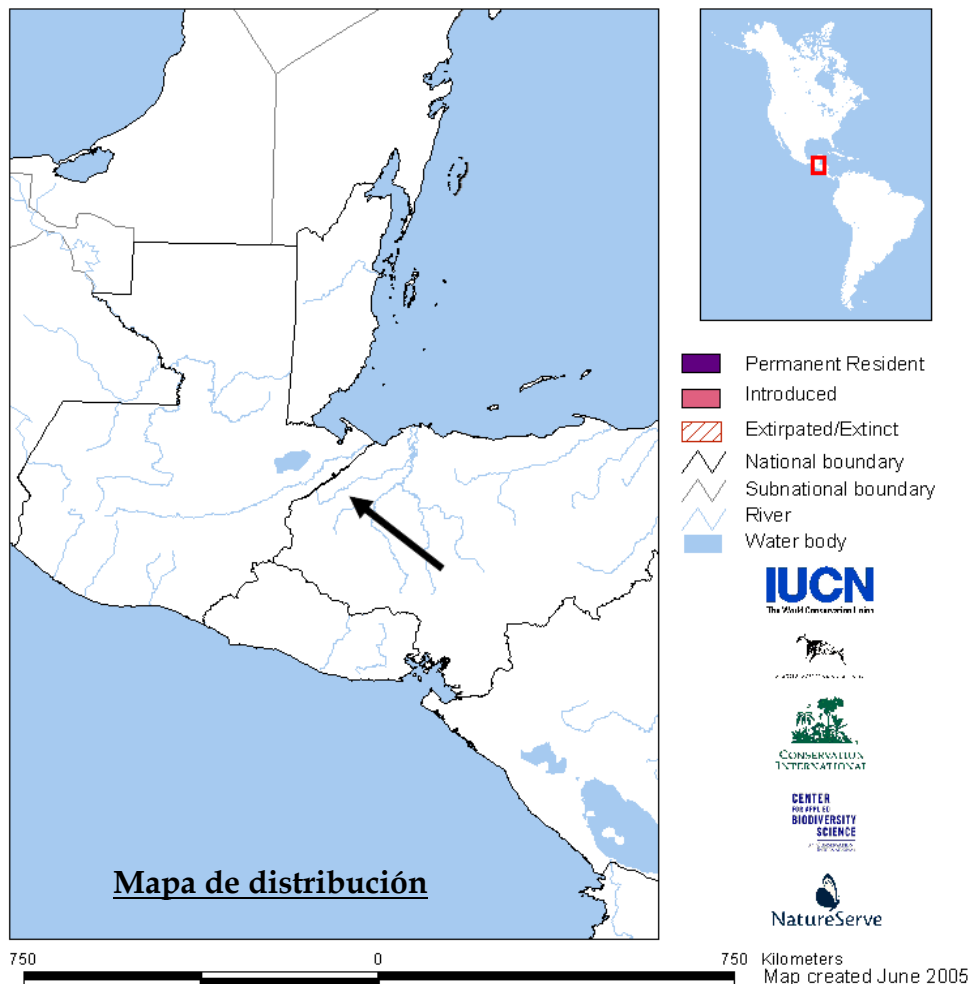 Permanent Resident
Introduced
Extirpated/Extinct
National boundary
Subnational boundary
River
Water body
IUCN
The World Conservation Union
CONSERVATION
INTERNATIONAL
CENTER
FOR APPLIED
BIODIVERSITY
SCIENCE
NatureServe
Mapa de distribución
750 0 750 Kilometers
Map created June 2005